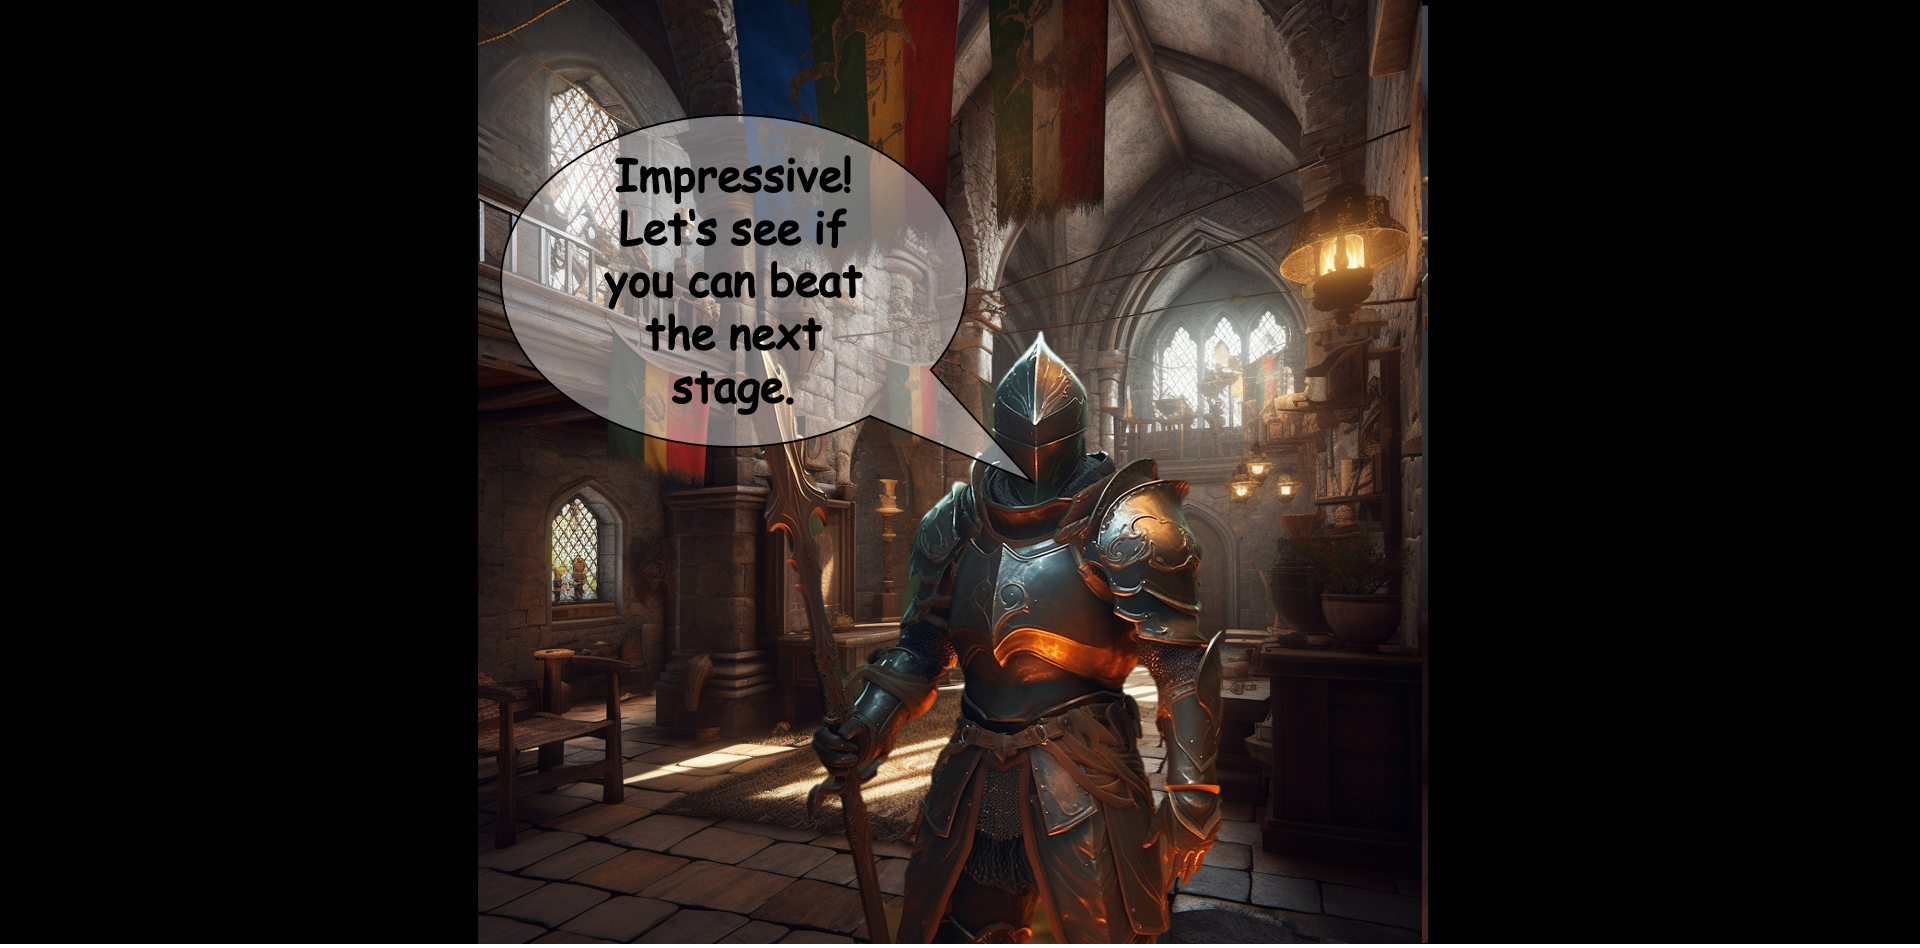 Impressive!
Let's see if
you can beat
the next
stage.